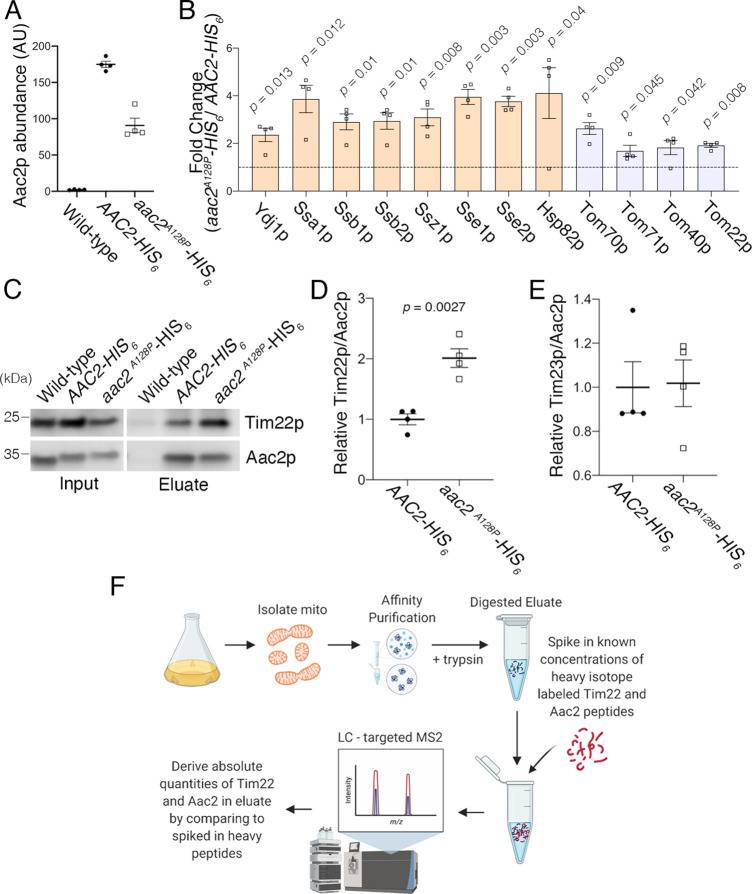 A
Aac2p abundance (AU)
200
150
100
50
0
Wild-type
AAC2-HIS6
aac2A128P-HIS6
B
Fold Change
(aac2A128P-HIS6/ AAC2-HIS6)
6
4
2
0
p = 0.013
p = 0.012
p = 0.01
p = 0.01
p = 0.008
p = 0.003
p = 0.003
p = 0.04
p = 0.009
p = 0.045
p = 0.042
p = 0.008
Ydj1p
Ssa1p
Ssb1p
Ssb2p
Ssz1p
Sse1p
Sse2p
Hsp82p
Tom70p
Tom71p
Tom40p
Tom22p
C
(kDa)
Wild-type
AAC2-HIS6
aac2A128P-HIS6
Wild-type
AAC2-HIS6
aac2A128P-HIS6
25
Tim22p
35
Aac2p
Input
Eluate
D
Relative Tim22p/Aac2p
3
2
1
0
p = 0.0027
AAC2-HIS6
aac2A128P-HIS6
E
Relative Tim23p/Aac2p
1.4
1.2
1.0
0.8
0.6
AAC2-HIS6
aac2A128P-HIS6
F
Isolate mito
Affinity
Purification
+ trypsin
Digested Eluate
Spike in known
concentrations of
heavy isotope
labeled Tim22 and
Aac2 peptides
LC - targeted MS2
Intensity
m/z
Derive absolute
quantities of Tim22
and Aac2 in eluate
by comparing to
spiked in heavy
peptides